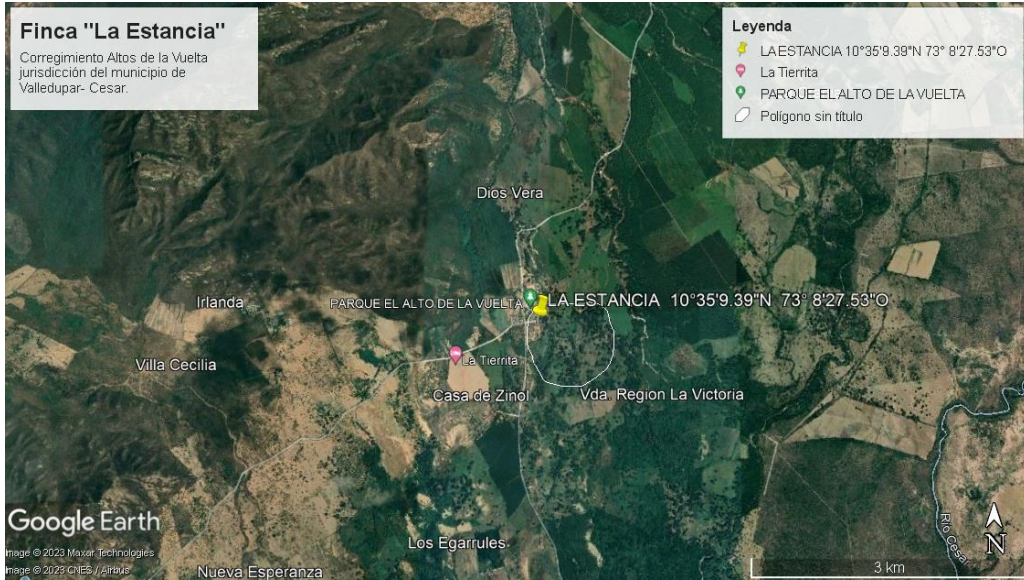 Finca "La Estancia"
Corregimiento Altos de la Vuelta
jurisdicción del municipio de
Valledupar- Cesar.
Leyenda
LA ESTANCIA 10°35'9.39"N 73° 8'27.53"O
La Tierrita
PARQUE EL ALTO DE LA VUELTA
Polígono sin título
Dios Vera
Irlanda
PARQUE EL ALTO DE LA VUELTA
LA ESTANCIA 10°35'9.39"N 73° 8'27.53"O
Villa Cecilia
La Tierrita
Casa de Zinol
Vda. Region La Victoria
Google Earth
Los Egarrules
Río Cesar
N
Image © 2023 Maxar Technologies
Image © 2023 CNES / Airbus
Nueva Esperanza
3 km